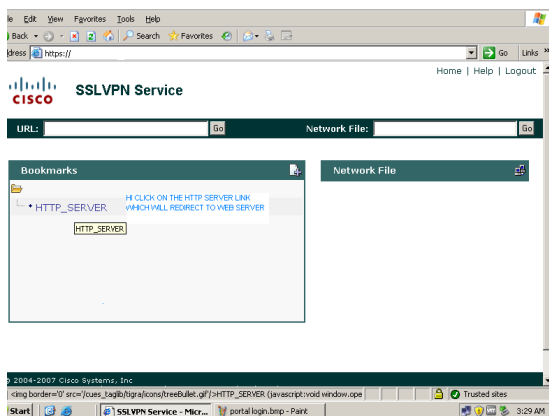 le Edit View Favorites Tools Help
Back Search Favorites
dress https:// Go Links »
Home | Help | Logout
CISCO SSLVPN Service
URL: Go Network File: Go
Bookmarks
Network File
HTTP_SERVER
HI CLICK ON THE HTTP SERVER LINK
WHICH WILL REDIRECT TO WEB SERVER
HTTP_SERVER
2004-2007 Cisco Systems, Inc
<img border='0' src='/cues_taglib/tigra/icons/treeBullet.gif'/>HTTP_SERVER (javascript:void window.ope
Trusted sites
Start SSLVPN Service - Micr... portal login.bmp - Paint 3:29 AM